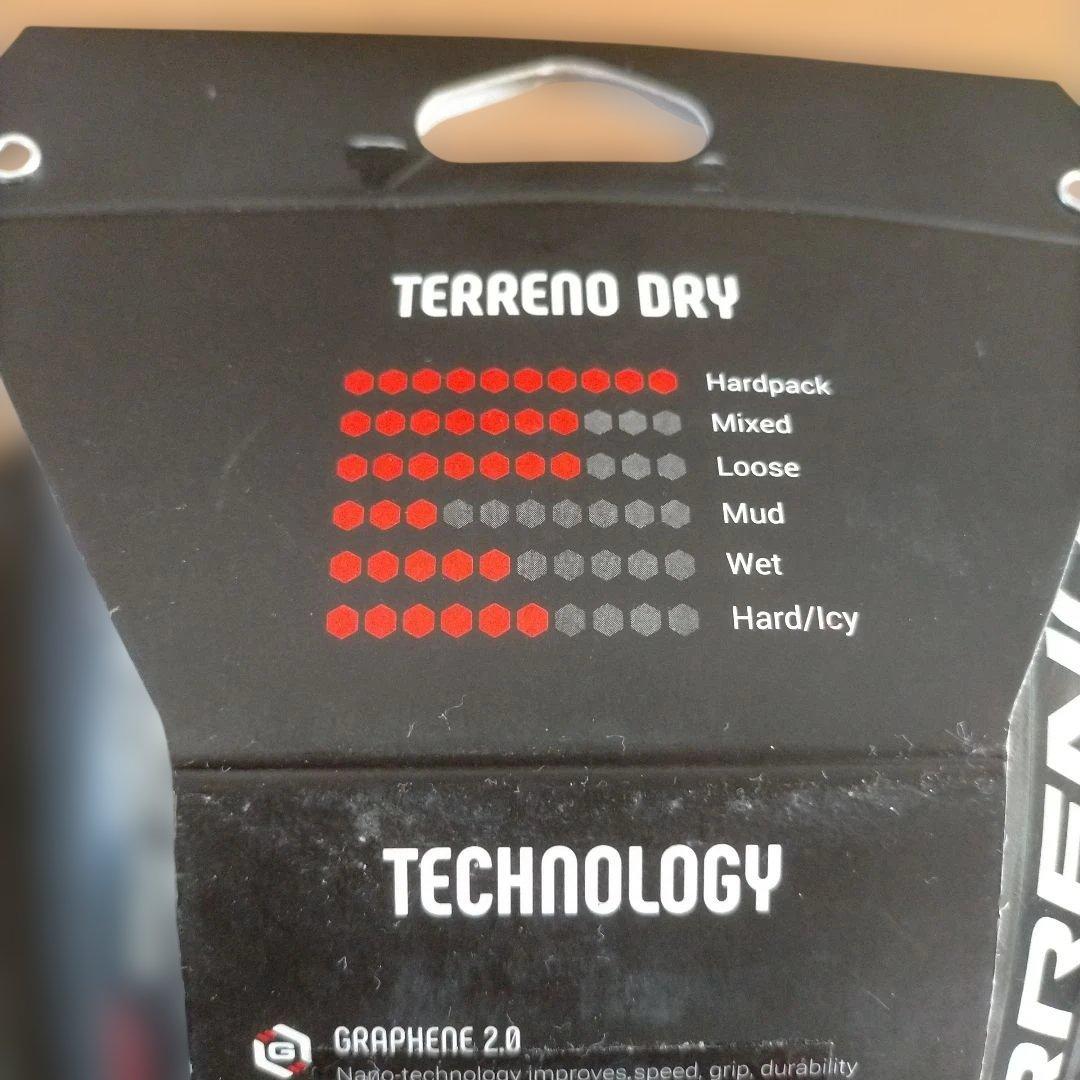 TERRENO DRY
Hardpack
Mixed
Loose
Mud
Wet
Hard/Icy
TECHNOLOGY
G
GRAPHENE 2.0
Nano-technology improves speed, grip, durability